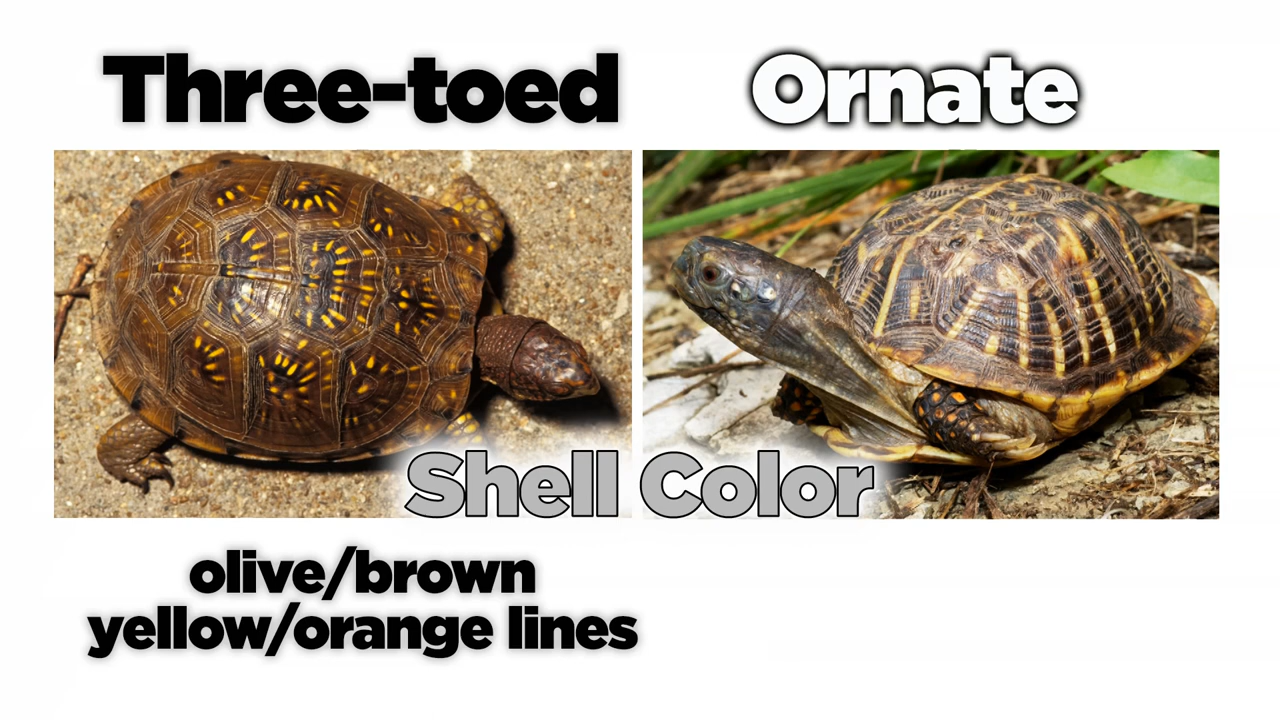 Three-toed
Ornate
Shell Color
olive/brown
yellow/orange lines